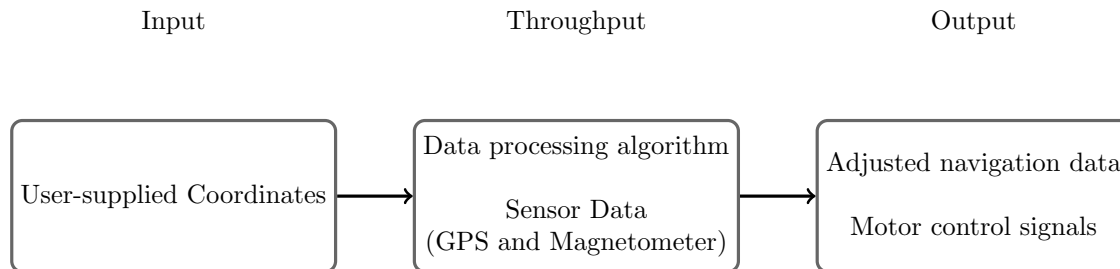 Input
Throughput
Output
User-supplied Coordinates
Data processing algorithm
Sensor Data
(GPS and Magnetometer)
Adjusted navigation data
Motor control signals